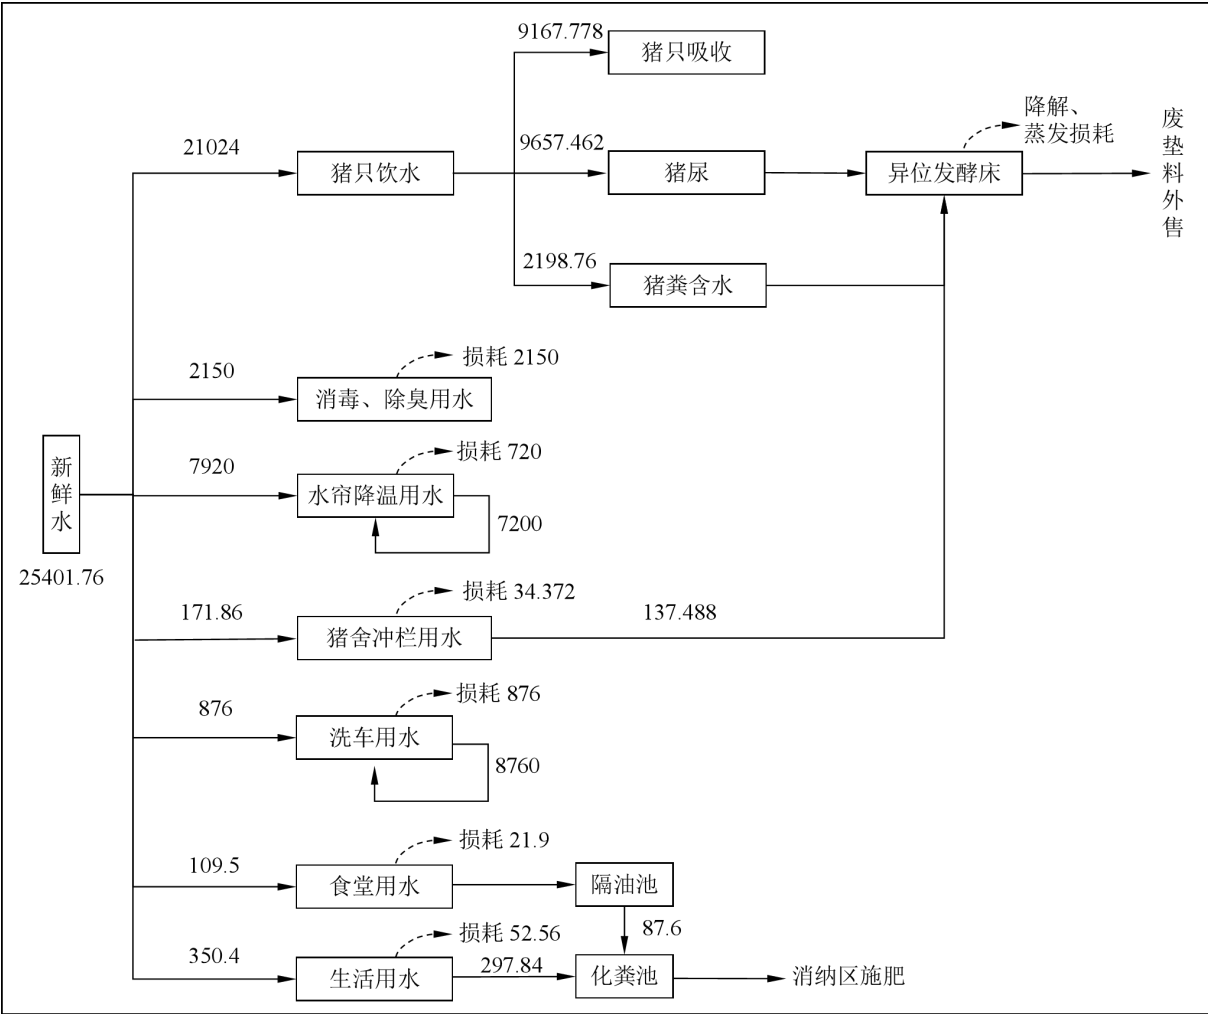 9167.778
猪只吸收
降解、
蒸发损耗
废垫料外售
21024
猪只饮水
9657.462
猪尿
异位发酵床
2198.76
猪粪含水
2150
损耗 2150
消毒、除臭用水
7920
损耗 720
水帘降温用水
7200
新鲜水
25401.76
171.86
损耗 34.372
猪舍冲栏用水
137.488
876
损耗 876
洗车用水
8760
109.5
损耗 21.9
食堂用水
隔油池
87.6
350.4
损耗 52.56
生活用水
297.84
化粪池
消纳区施肥